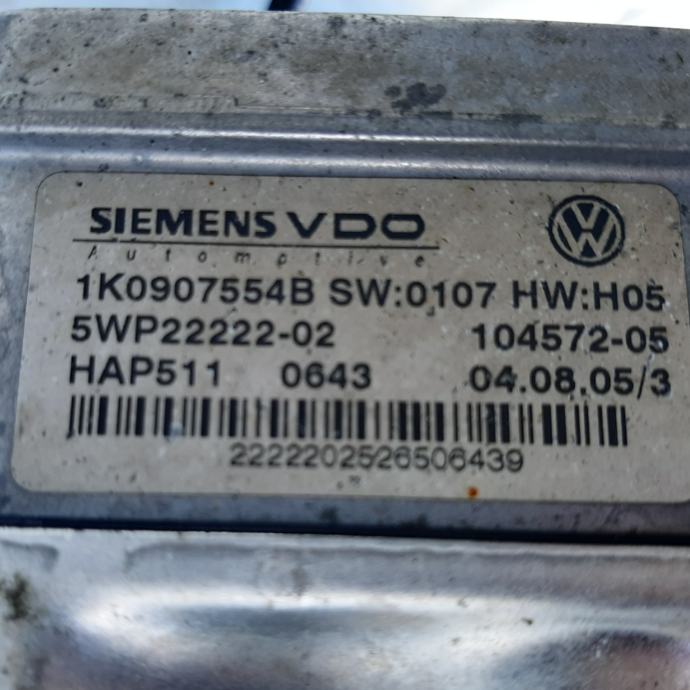 SIEMENS VDO
Automotive
VW
1K0907554B SW:0107 HW:H05
5WP22222-02 104572-05
HAP511 0643 04.08.05/3
2222202526506439